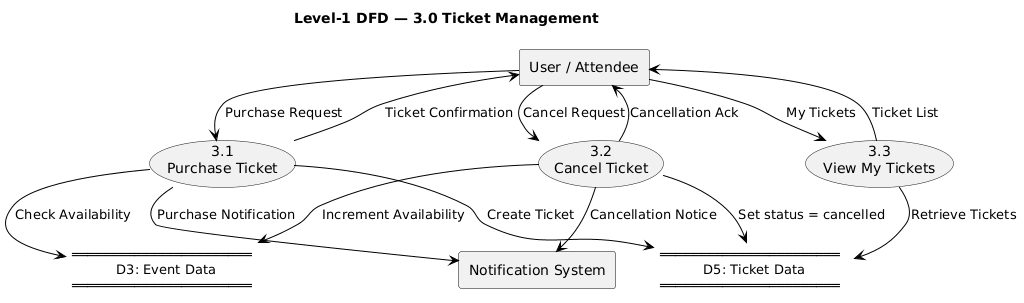 Level-1 DFD — 3.0 Ticket Management
User / Attendee
Purchase Request
Ticket Confirmation
Cancel Request
Cancellation Ack
My Tickets
Ticket List
3.1
Purchase Ticket
3.2
Cancel Ticket
3.3
View My Tickets
Check Availability
Purchase Notification
Increment Availability
Create Ticket
Cancellation Notice
Set status = cancelled
Retrieve Tickets
D3: Event Data
Notification System
D5: Ticket Data